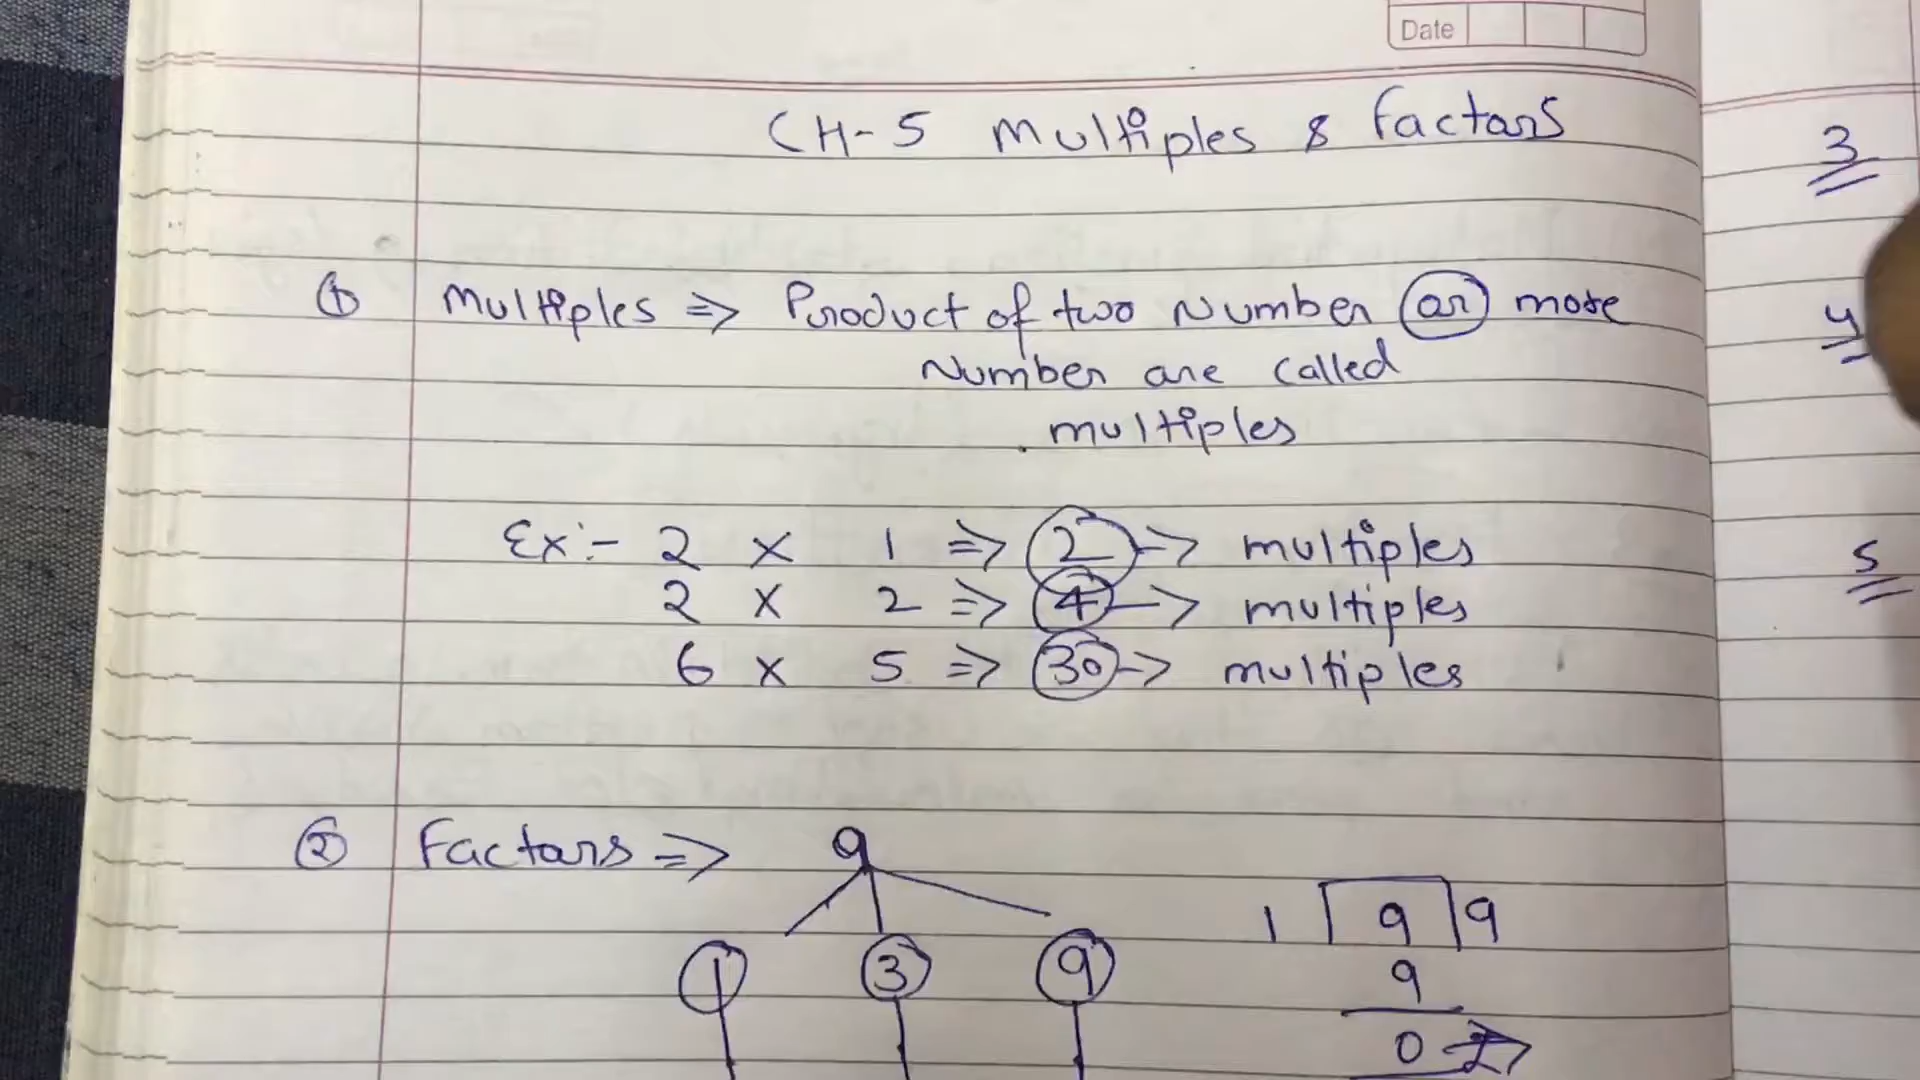 Date
CH-5 Multiples & factors
3
① Multiples => Product of two Number or more
4
Number are called
multiples
Ex:- 2 x 1 => 2 -> multiples
5
2 x 2 => 4 -> multiples
6 x 5 => 30 -> multiples
② Factors => 9
1 9 9
1 3 9
9
0